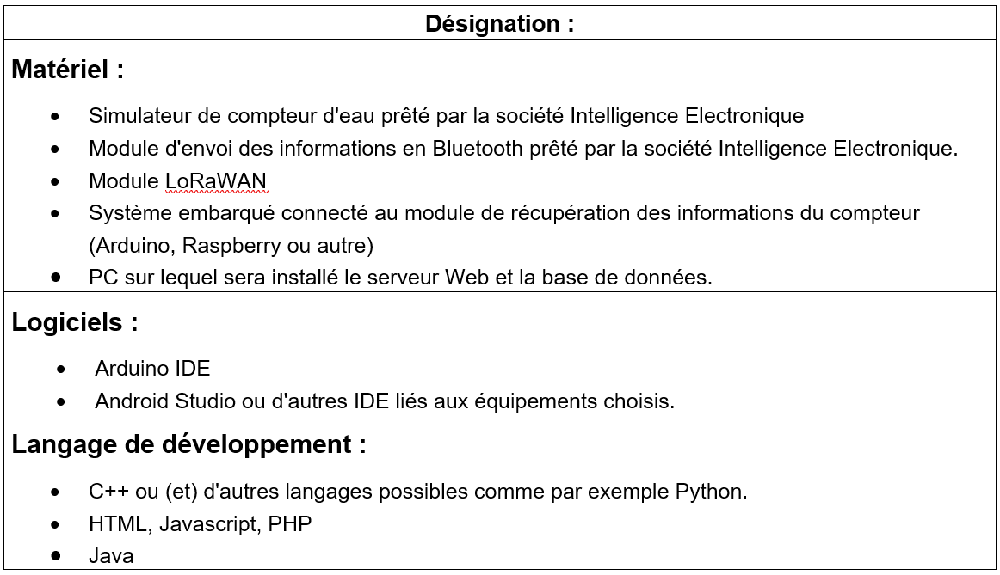 Désignation :
Matériel :
• Simulateur de compteur d'eau prêté par la société Intelligence Electronique
• Module d'envoi des informations en Bluetooth prêté par la société Intelligence Electronique.
• Module LoRaWAN
• Système embarqué connecté au module de récupération des informations du compteur
(Arduino, Raspberry ou autre)
• PC sur lequel sera installé le serveur Web et la base de données.
Logiciels :
• Arduino IDE
• Android Studio ou d'autres IDE liés aux équipements choisis.
Langage de développement :
• C++ ou (et) d'autres langages possibles comme par exemple Python.
• HTML, Javascript, PHP
• Java